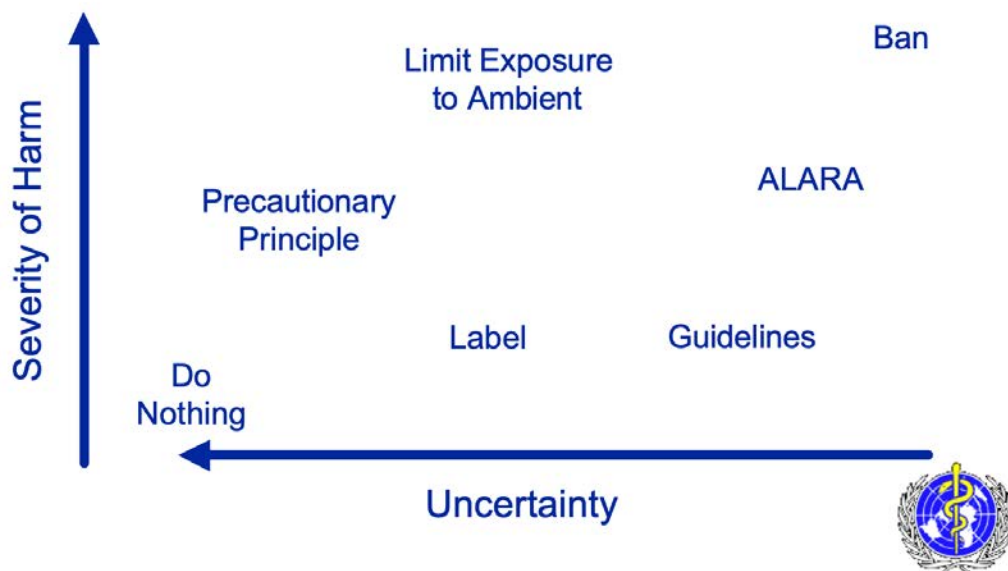 Ban
Limit Exposure
to Ambient
ALARA
Precautionary
Principle
Label
Guidelines
Do
Nothing
Severity of Harm
Uncertainty